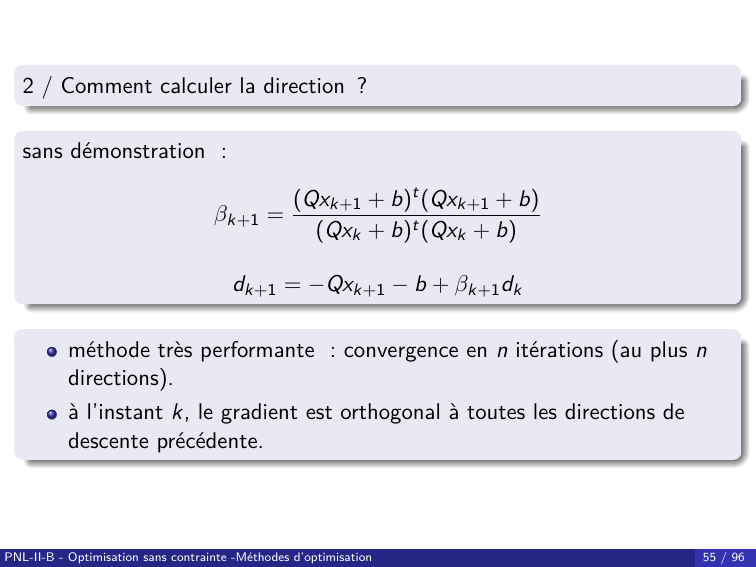 2 / Comment calculer la direction ?
sans démonstration :
β_{k+1} = \frac{(Qx_{k+1} + b)^t(Qx_{k+1} + b)}{(Qx_k + b)^t(Qx_k + b)}
d_{k+1} = −Qx_{k+1} − b + β_{k+1}d_k
méthode très performante : convergence en n itérations (au plus n
directions).
à l'instant k, le gradient est orthogonal à toutes les directions de
descente précédente.
PNL-II-B - Optimisation sans contrainte -Méthodes d'optimisation
55 / 96